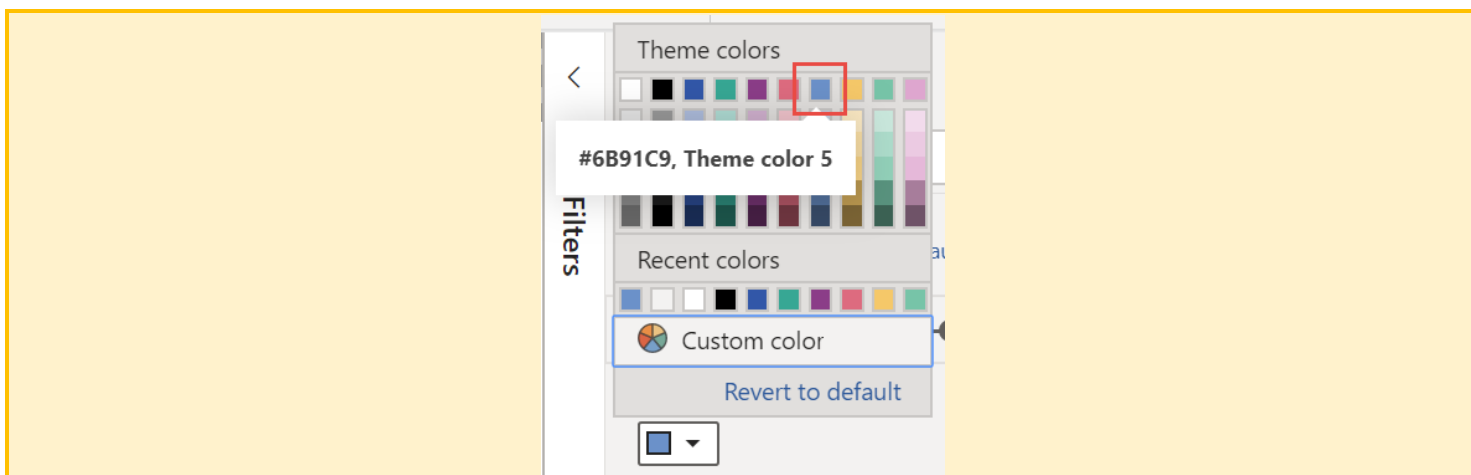 Theme colors
#6B91C9, Theme color 5
Filters
Recent colors
Custom color
Revert to default